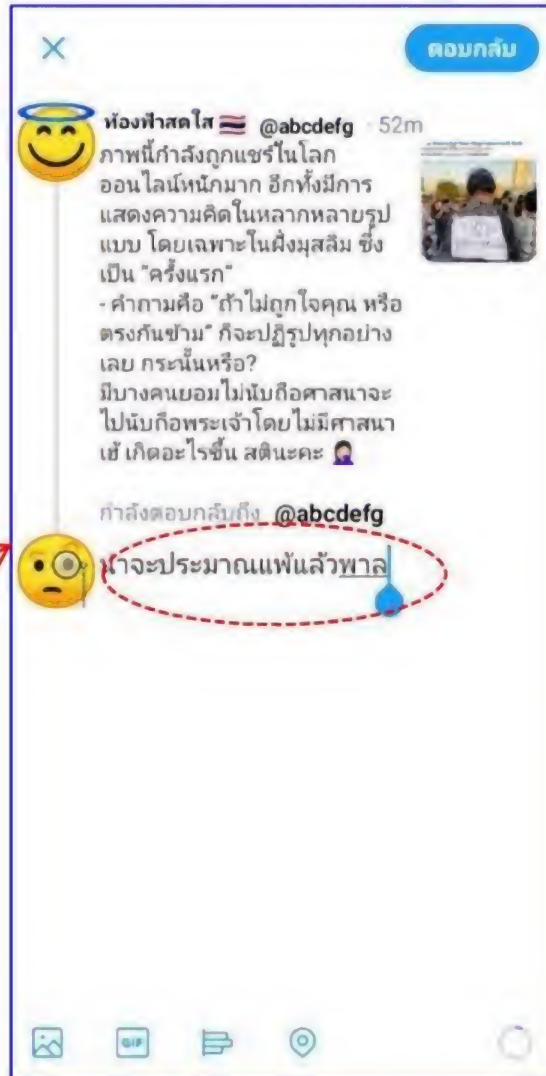 ตอบกลับ
ท้องฟ้าสดใส @abcdefg · 52m
ภาพนี้กำลังถูกแชร์ในโลก
ออนไลน์หนักมาก อีกทั้งมีการ
แสดงความคิดในหลากหลายรูป
แบบ โดยเฉพาะในฝั่งมุสลิม ซึ่ง
เป็น "ครั้งแรก"
- คำถามคือ "ถ้าไม่ถูกใจคุณ หรือ
ตรงกันข้าม" ก็จะปฏิรูปทุกอย่าง
เลย กระนั้นหรือ?
มีบางคนยอมไม่นับถือศาสนาจะ
ไปนับถือพระเจ้าโดยไม่มีศาสนา
เฮ้ เกิดอะไรขึ้น สตินะคะ
กำลังตอบกลับถึง @abcdefg
น่าจะประมาณแพ้แล้วพาล
GIF